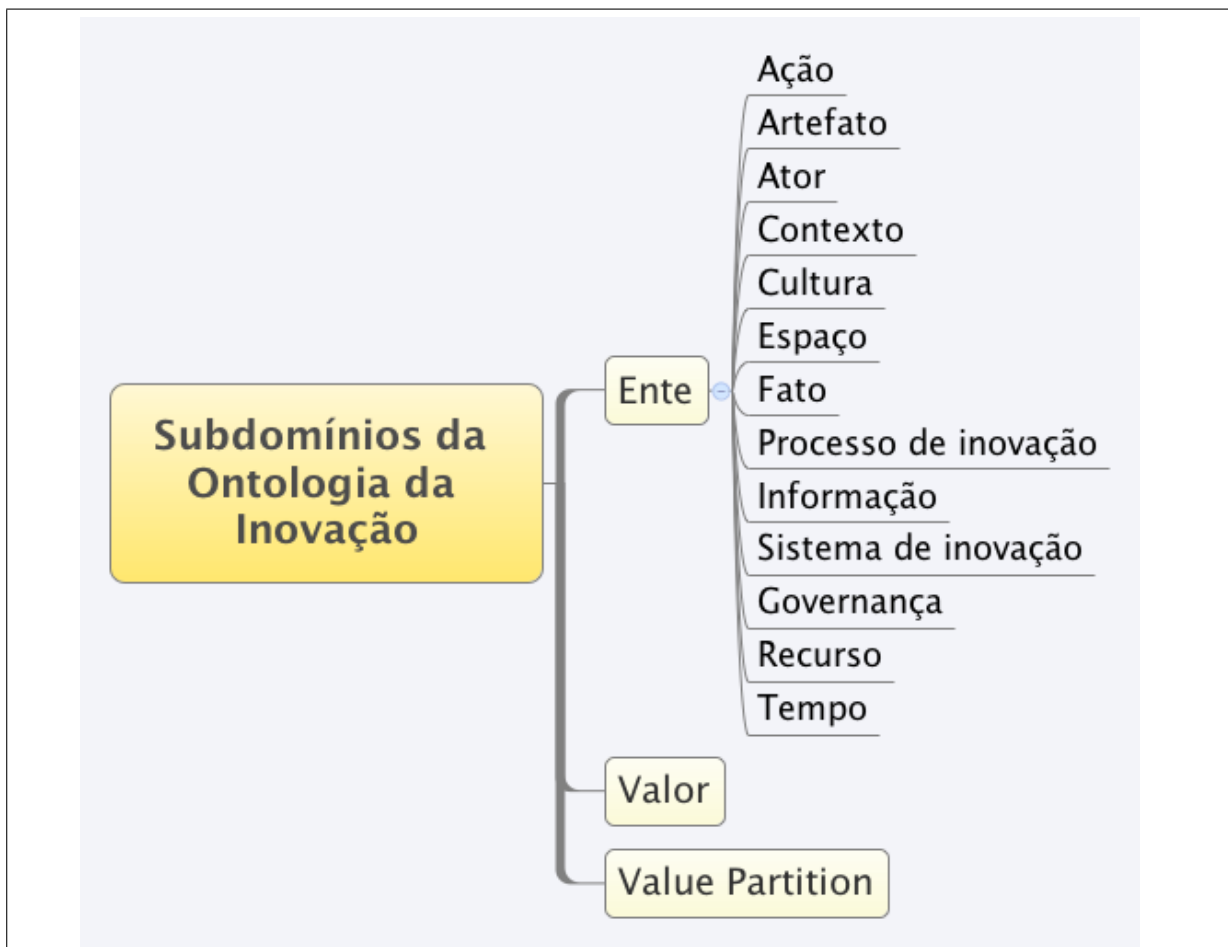 Subdomínios da
Ontologia da
Inovação
Ente
Ação
Artefato
Ator
Contexto
Cultura
Espaço
Fato
Processo de inovação
Informação
Sistema de inovação
Governança
Recurso
Tempo
Valor
Value Partition